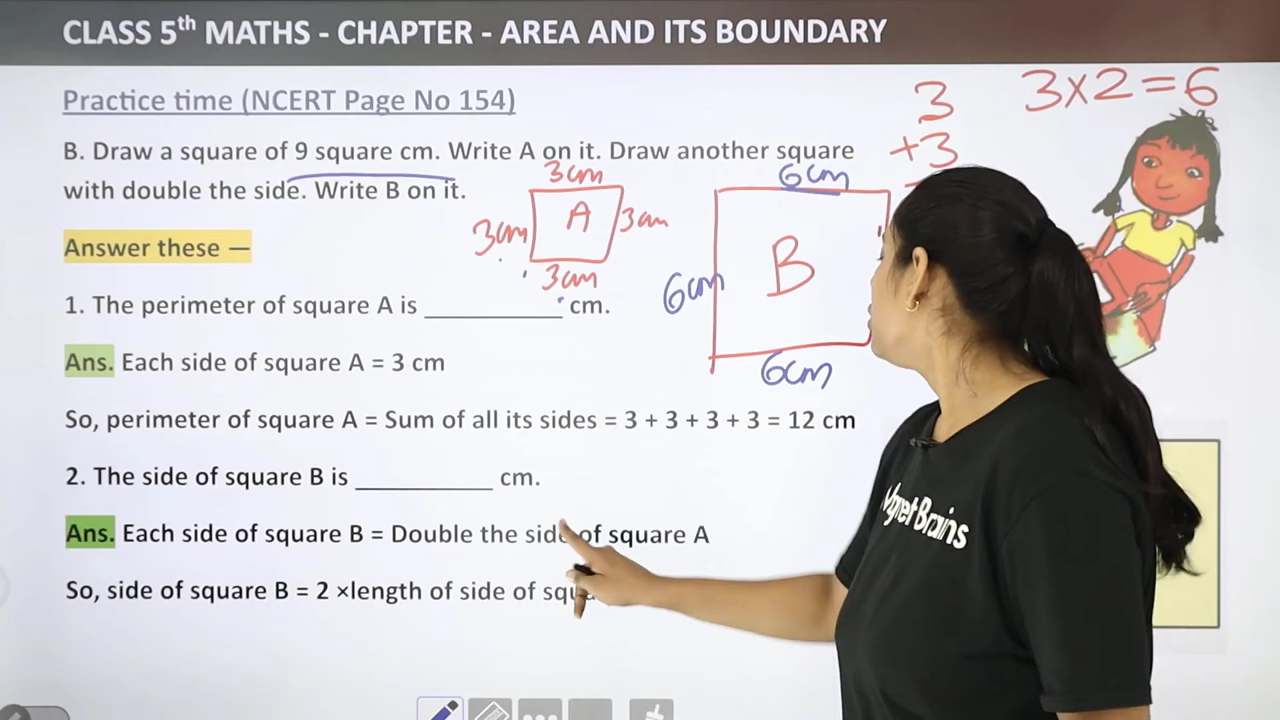 CLASS 5th MATHS - CHAPTER - AREA AND ITS BOUNDARY
Practice time (NCERT Page No 154)
3
3×2=6
+3
B. Draw a square of 9 square cm. Write A on it. Draw another square
with double the side. Write B on it.
3cm
3cm
A
3cm
3cm
6cm
6cm
B
6cm
Answer these —
1. The perimeter of square A is __________ cm.
Ans. Each side of square A = 3 cm
So, perimeter of square A = Sum of all its sides = 3 + 3 + 3 + 3 = 12 cm
2. The side of square B is __________ cm.
Ans. Each side of square B = Double the side of square A
So, side of square B = 2 ×length of side of
Magnet Brains